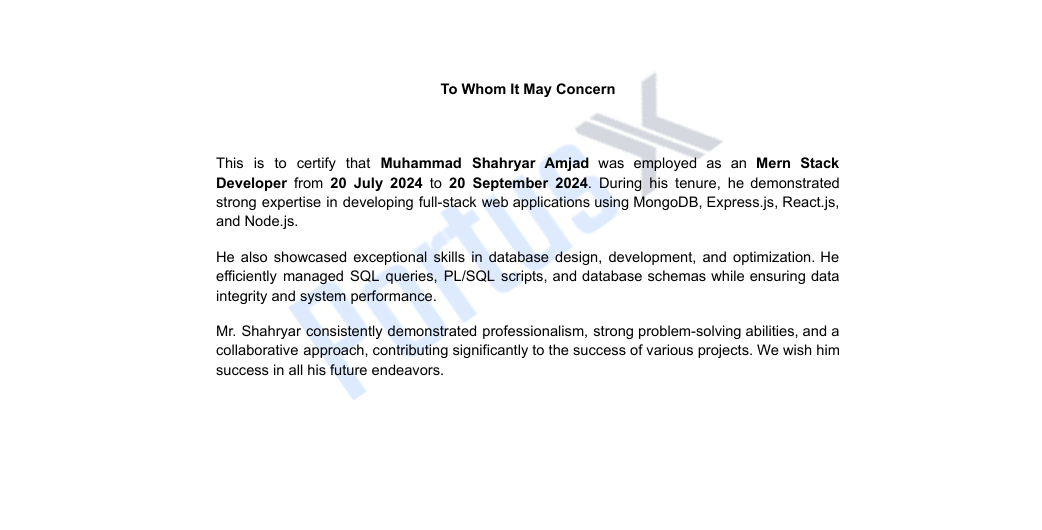 To Whom It May Concern
This is to certify that Muhammad Shahryar Amjad was employed as an Mern Stack
Developer from 20 July 2024 to 20 September 2024. During his tenure, he demonstrated
strong expertise in developing full-stack web applications using MongoDB, Express.js, React.js,
and Node.js.
He also showcased exceptional skills in database design, development, and optimization. He
efficiently managed SQL queries, PL/SQL scripts, and database schemas while ensuring data
integrity and system performance.
Mr. Shahryar consistently demonstrated professionalism, strong problem-solving abilities, and a
collaborative approach, contributing significantly to the success of various projects. We wish him
success in all his future endeavors.
PortusX